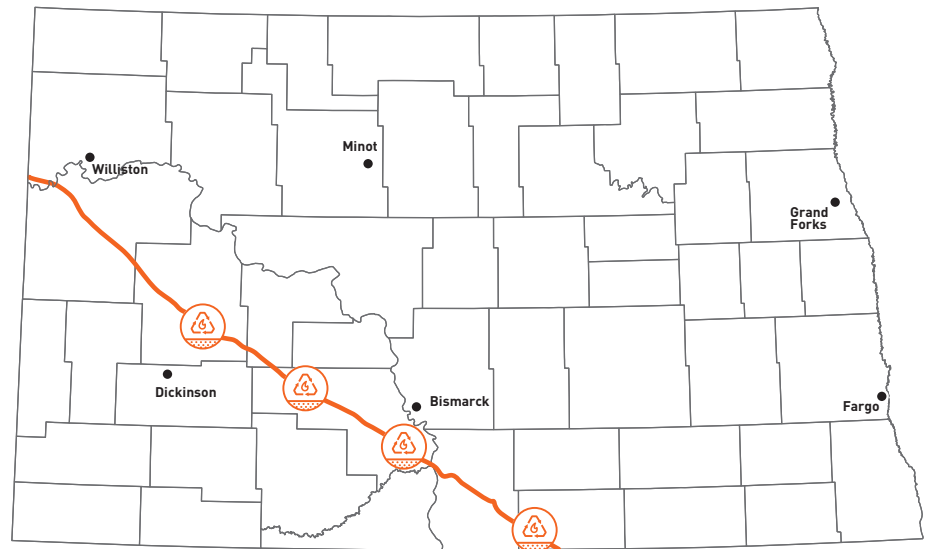 Minot
Williston
Grand
Forks
Dickinson
Bismarck
Fargo